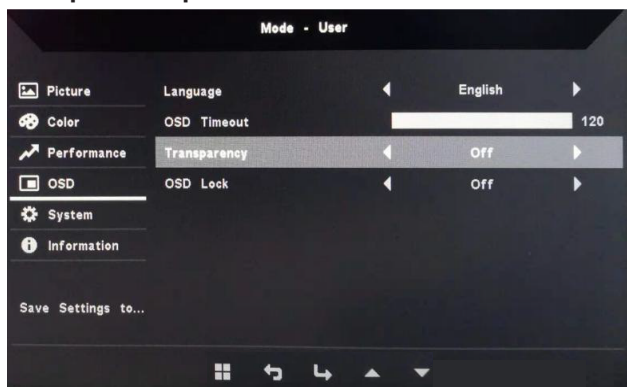 Mode - User
Picture
Language English
Color
OSD Timeout 120
Performance
Transparency Off
OSD
OSD Lock Off
System
Information
Save Settings to...